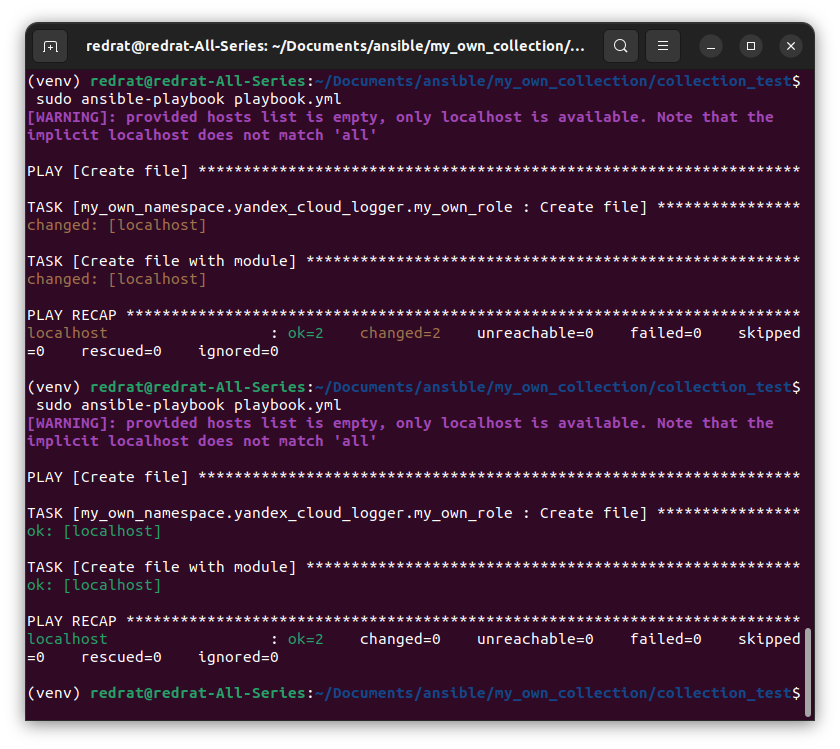 redrat@redrat-All-Series: ~/Documents/ansible/my_own_collection/...
(venv) redrat@redrat-All-Series:~/Documents/ansible/my_own_collection/collection_test$
 sudo ansible-playbook playbook.yml
[WARNING]: provided hosts list is empty, only localhost is available. Note that the
implicit localhost does not match 'all'
PLAY [Create file] *******************************************************************
TASK [my_own_namespace.yandex_cloud_logger.my_own_role : Create file] ****************
changed: [localhost]
TASK [Create file with module] *******************************************************
changed: [localhost]
PLAY RECAP ***************************************************************************
localhost                  : ok=2    changed=2    unreachable=0    failed=0    skipped
=0    rescued=0    ignored=0
(venv) redrat@redrat-All-Series:~/Documents/ansible/my_own_collection/collection_test$
 sudo ansible-playbook playbook.yml
[WARNING]: provided hosts list is empty, only localhost is available. Note that the
implicit localhost does not match 'all'
PLAY [Create file] *******************************************************************
TASK [my_own_namespace.yandex_cloud_logger.my_own_role : Create file] ****************
ok: [localhost]
TASK [Create file with module] *******************************************************
ok: [localhost]
PLAY RECAP ***************************************************************************
localhost                  : ok=2    changed=0    unreachable=0    failed=0    skipped
=0    rescued=0    ignored=0
(venv) redrat@redrat-All-Series:~/Documents/ansible/my_own_collection/collection_test$